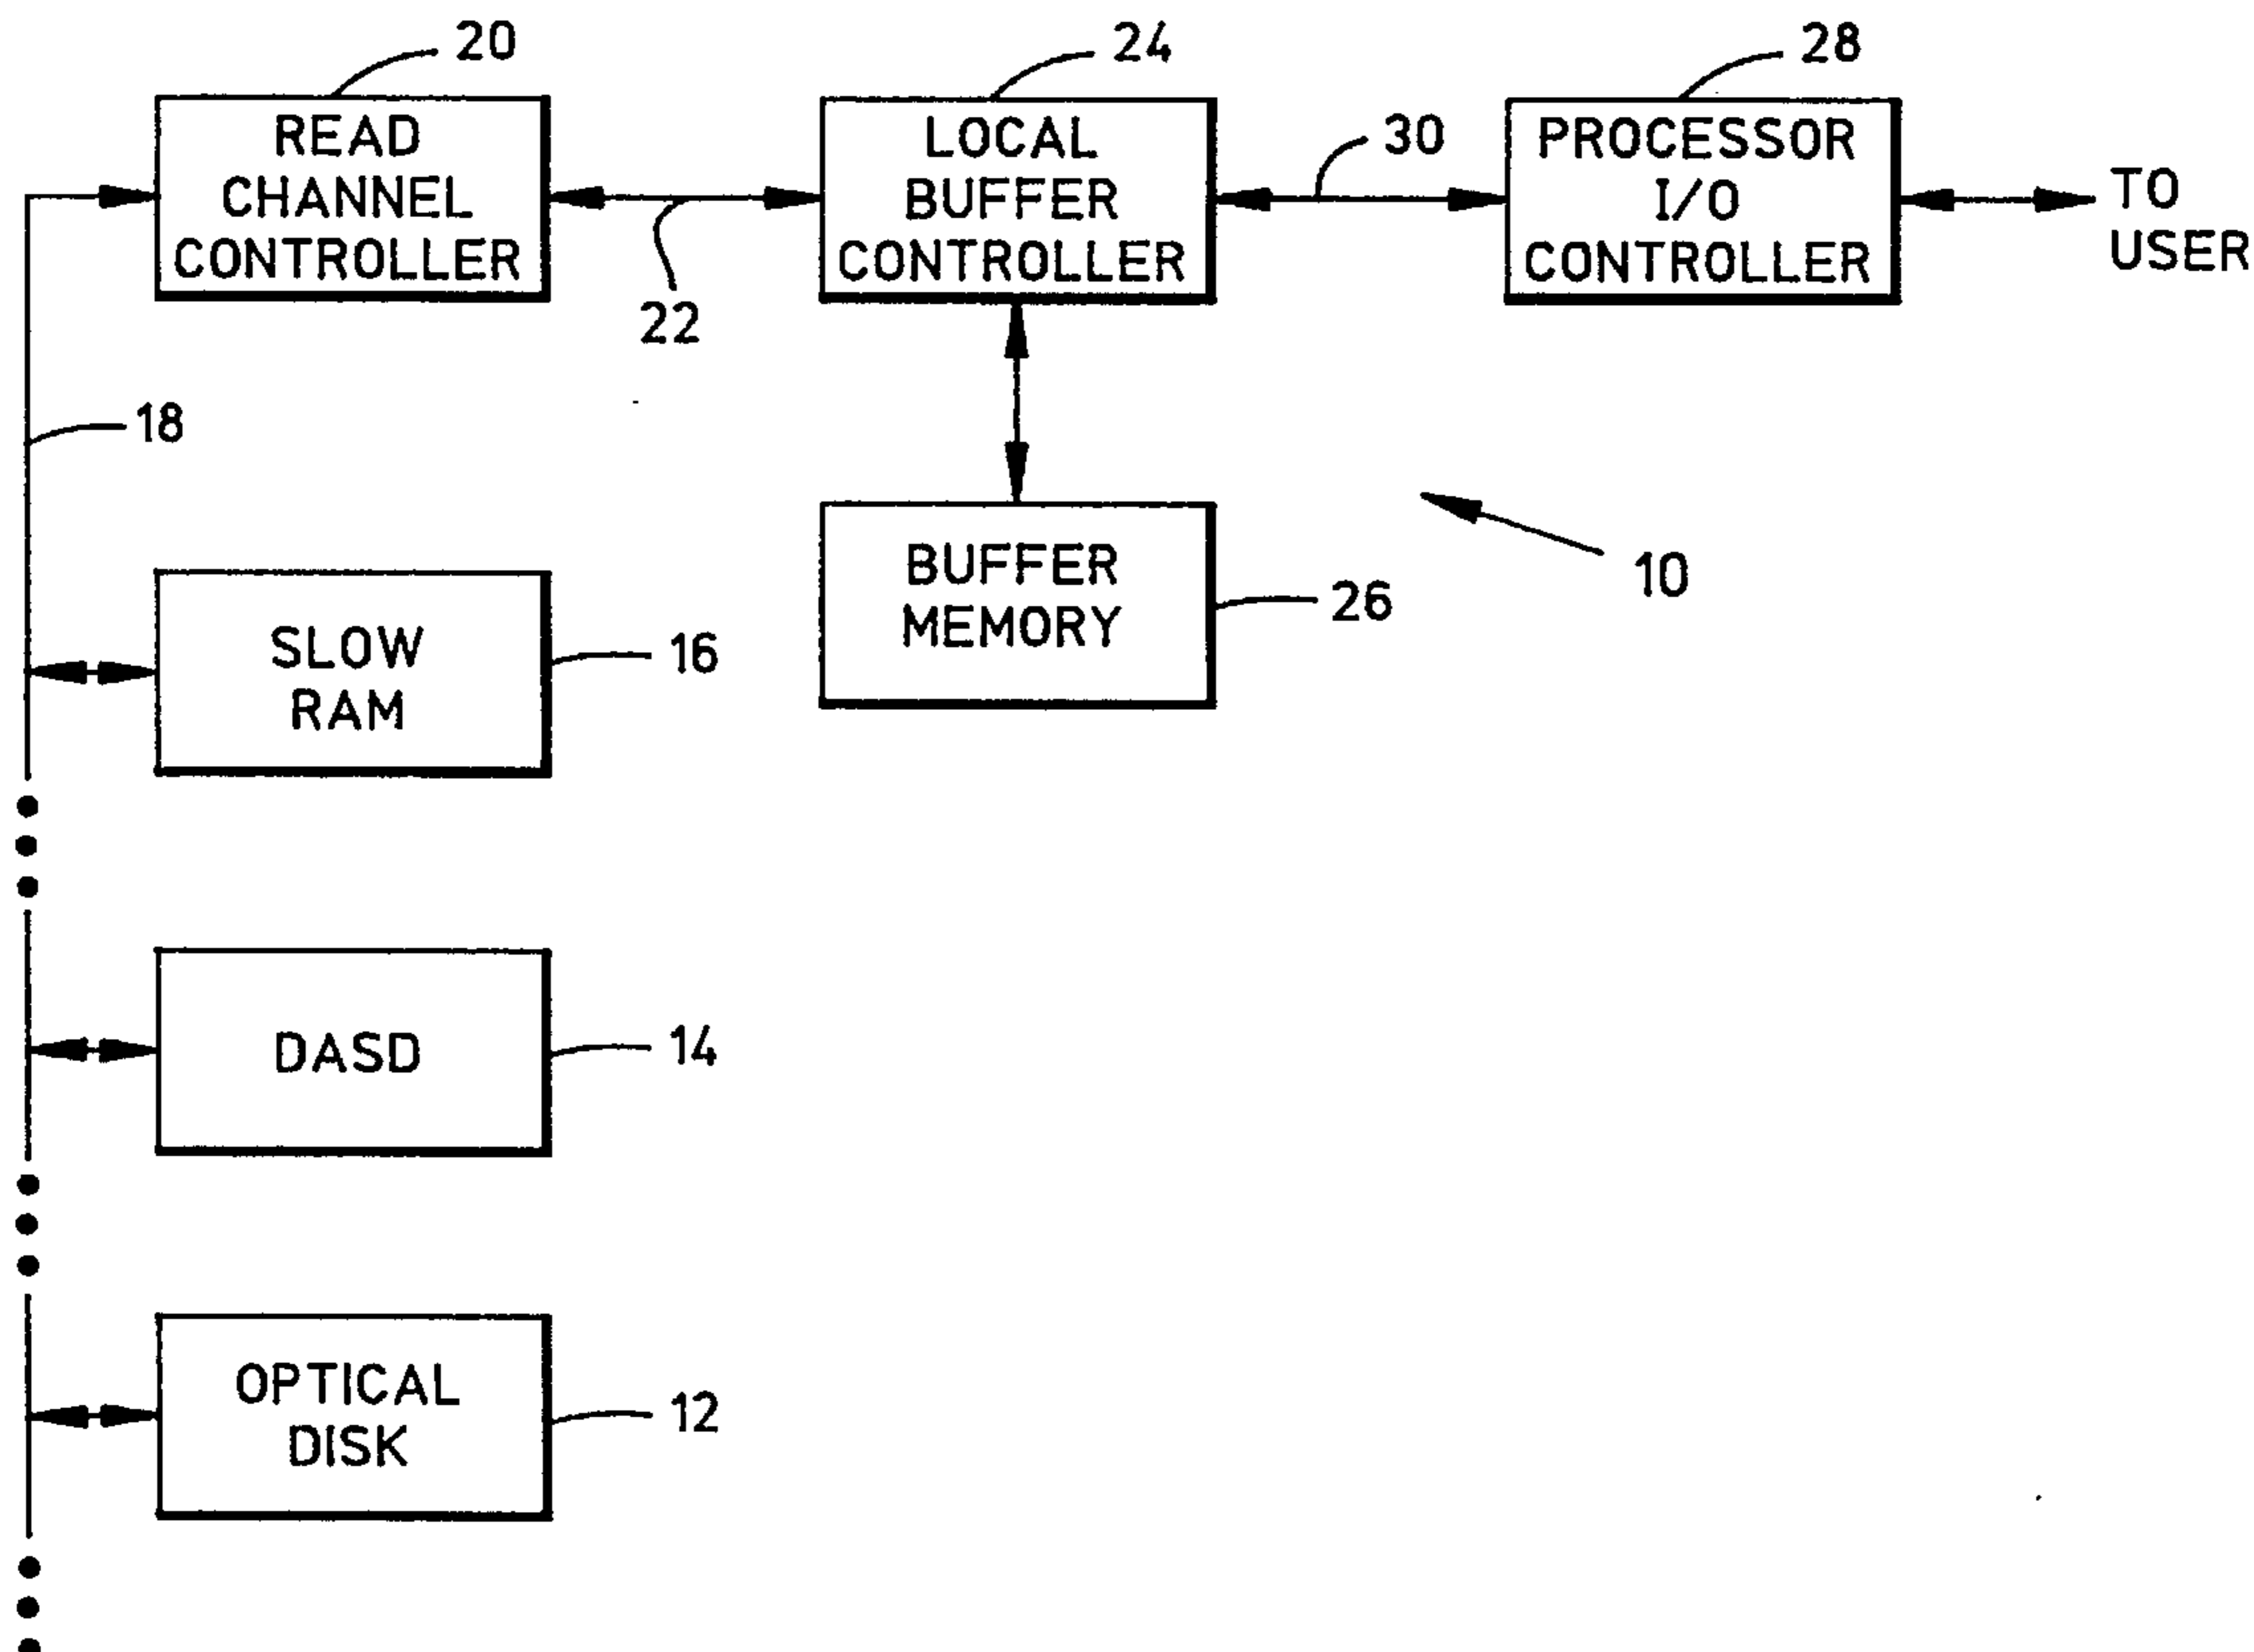 20
24
28
READ
CHANNEL
CONTROLLER
LOCAL
BUFFER
CONTROLLER
30
PROCESSOR
I/O
CONTROLLER
TO
USER
22
18
BUFFER
MEMORY
26
10
SLOW
RAM
16
DASD
14
OPTICAL
DISK
12